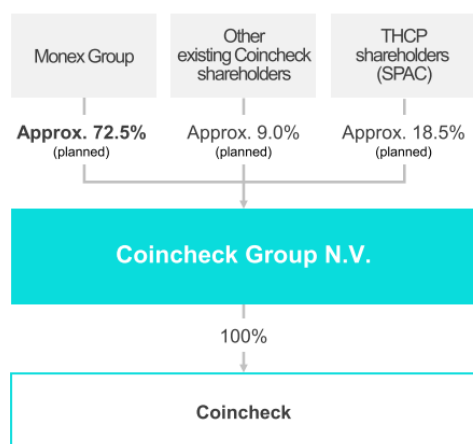 Monex Group
Other
existing Coincheck
shareholders
THCP
shareholders
(SPAC)
Approx. 72.5%
(planned)
Approx. 9.0%
(planned)
Approx. 18.5%
(planned)
Coincheck Group N.V.
100%
Coincheck